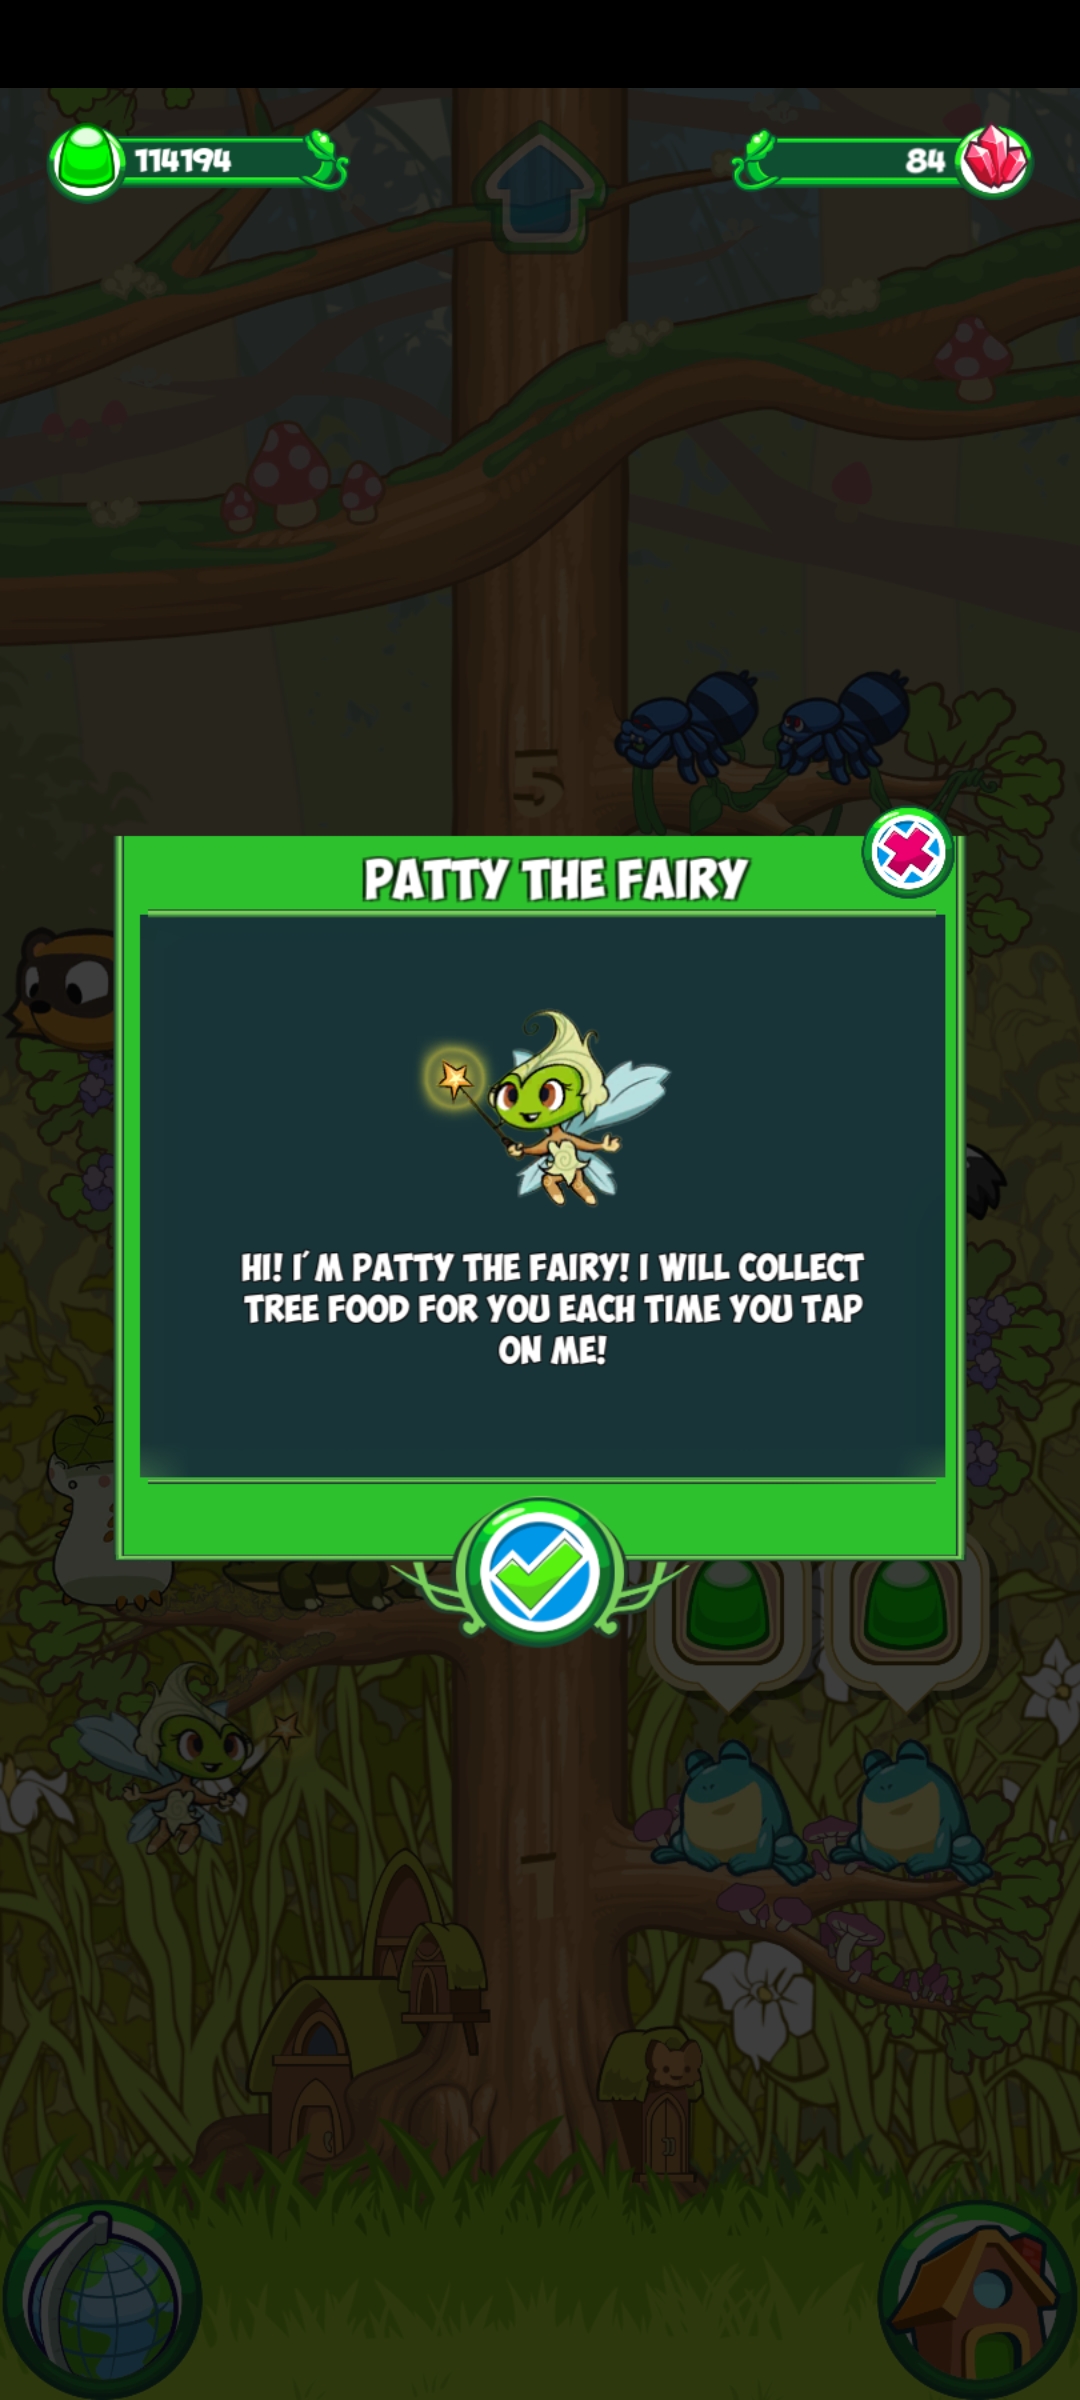 114194
84
5
PATTY THE FAIRY
HI! I´M PATTY THE FAIRY! I WILL COLLECT
TREE FOOD FOR YOU EACH TIME YOU TAP
ON ME!
1